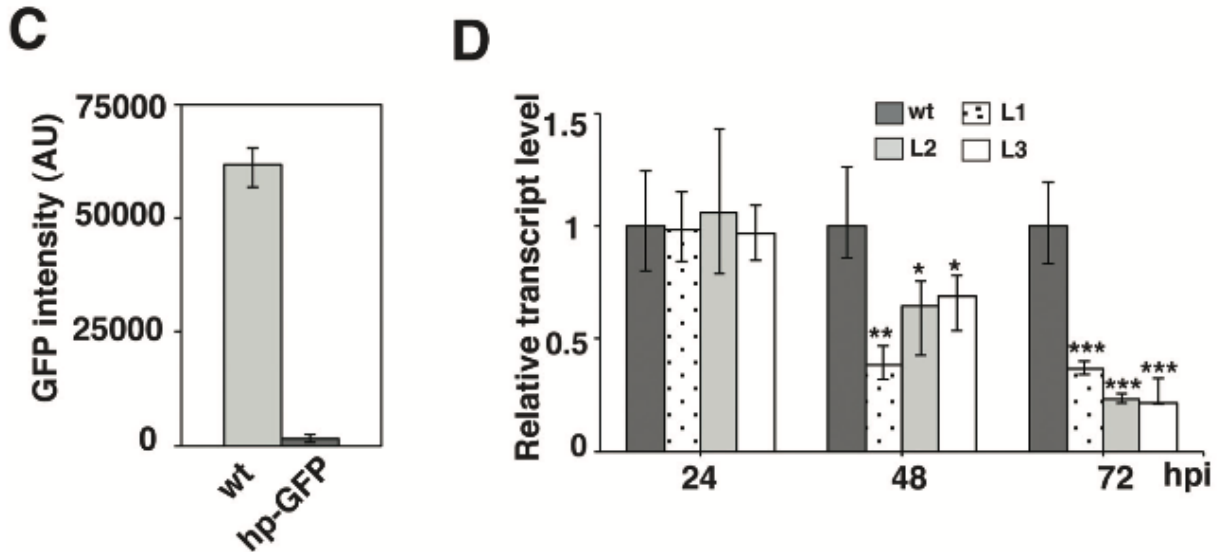 C
GFP intensity (AU)
75000
50000
25000
0
wt
hp-GFP
D
Relative transcript level
1.5
1
0.5
0
wt L1
L2 L3
**
*
*
***
***
***
24 48 72 hpi